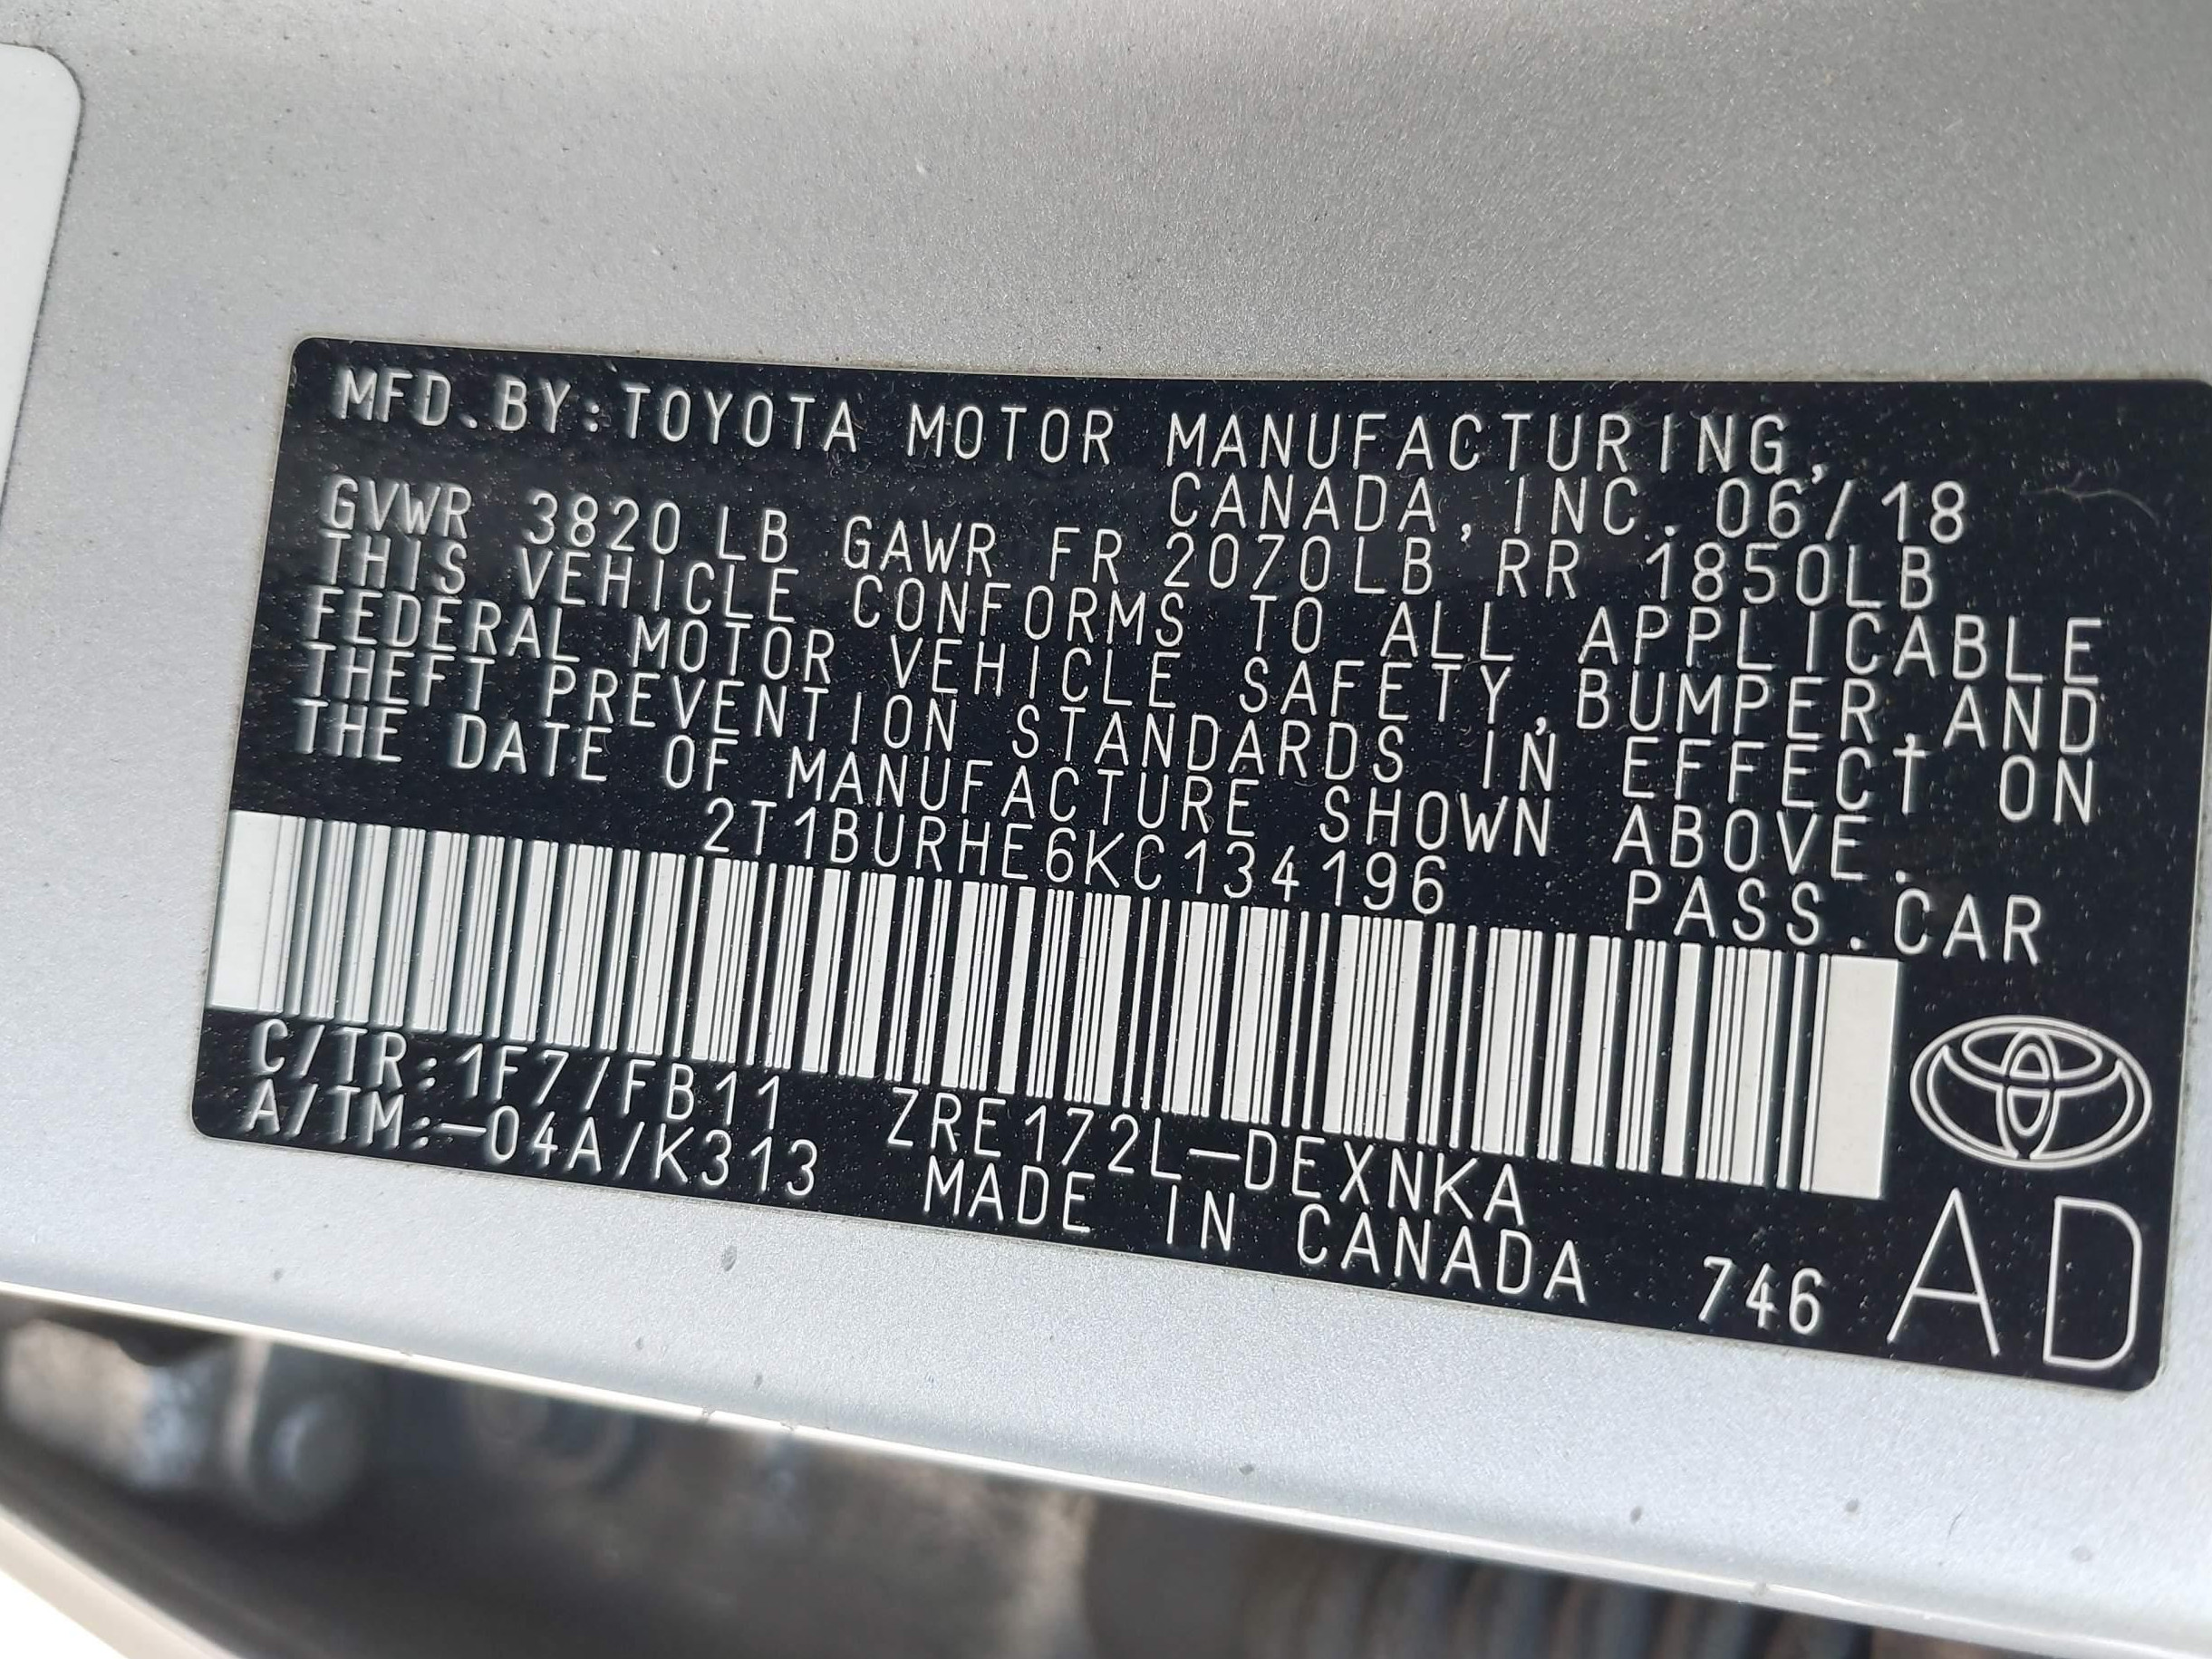 MFD.BY:TOYOTA MOTOR MANUFACTURING,
CANADA,INC. 06/18
GVWR 3820LB GAWR FR 2070LB RR 1850LB
THIS VEHICLE CONFORMS TO ALL APPLICABLE
FEDERAL MOTOR VEHICLE SAFETY,BUMPER,AND
THEFT PREVENTION STANDARDS IN EFFECT ON
THE DATE OF MANUFACTURE SHOWN ABOVE.
2T1BURHE6KC134196 PASS.CAR
C/TR:1F7/FB11 ZRE172L-DEXNKA
A/TM:-04A/K313 MADE IN CANADA 746 AD